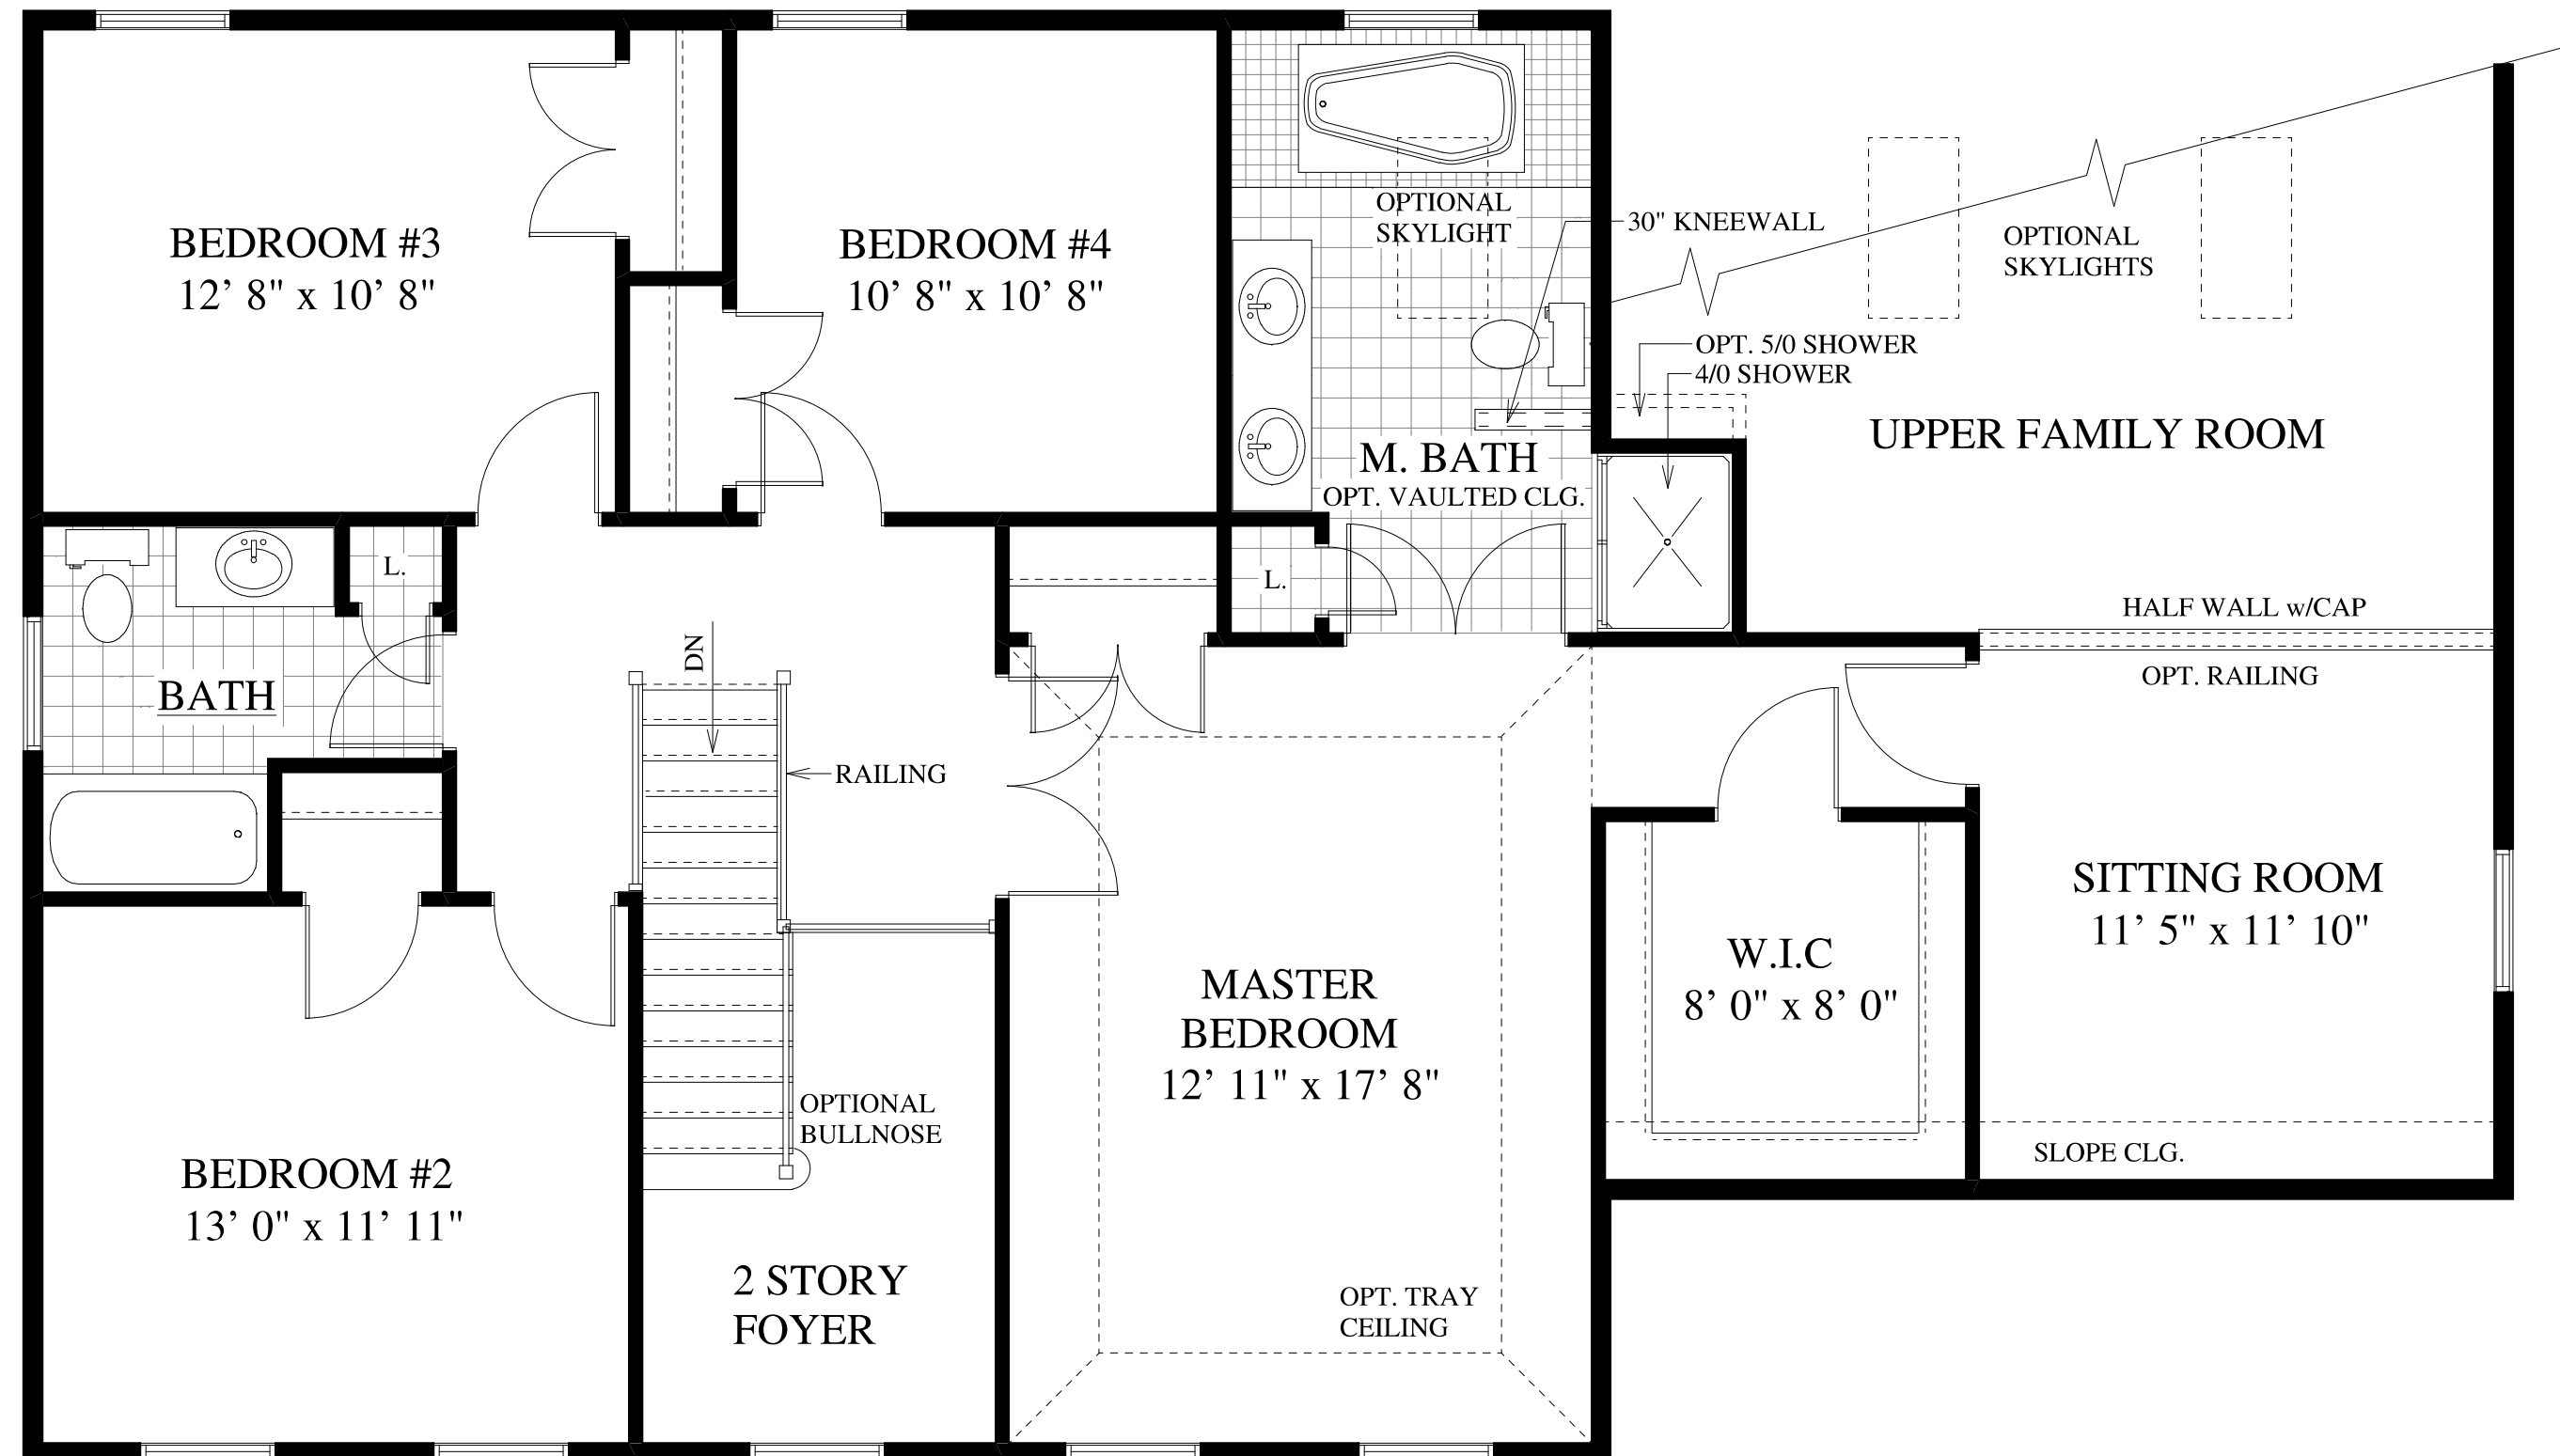 BEDROOM #3
12’ 8" x 10’ 8"
BEDROOM #4
10’ 8" x 10’ 8"
OPTIONAL
SKYLIGHT
30" KNEEWALL
OPTIONAL
SKYLIGHTS
OPT. 5/0 SHOWER
4/0 SHOWER
UPPER FAMILY ROOM
M. BATH
OPT. VAULTED CLG.
L.
L.
BATH
DN
RAILING
HALF WALL w/CAP
OPT. RAILING
SITTING ROOM
11’ 5" x 11’ 10"
W.I.C
8’ 0" x 8’ 0"
MASTER
BEDROOM
12’ 11" x 17’ 8"
OPTIONAL
BULLNOSE
SLOPE CLG.
BEDROOM #2
13’ 0" x 11’ 11"
2 STORY
FOYER
OPT. TRAY
CEILING